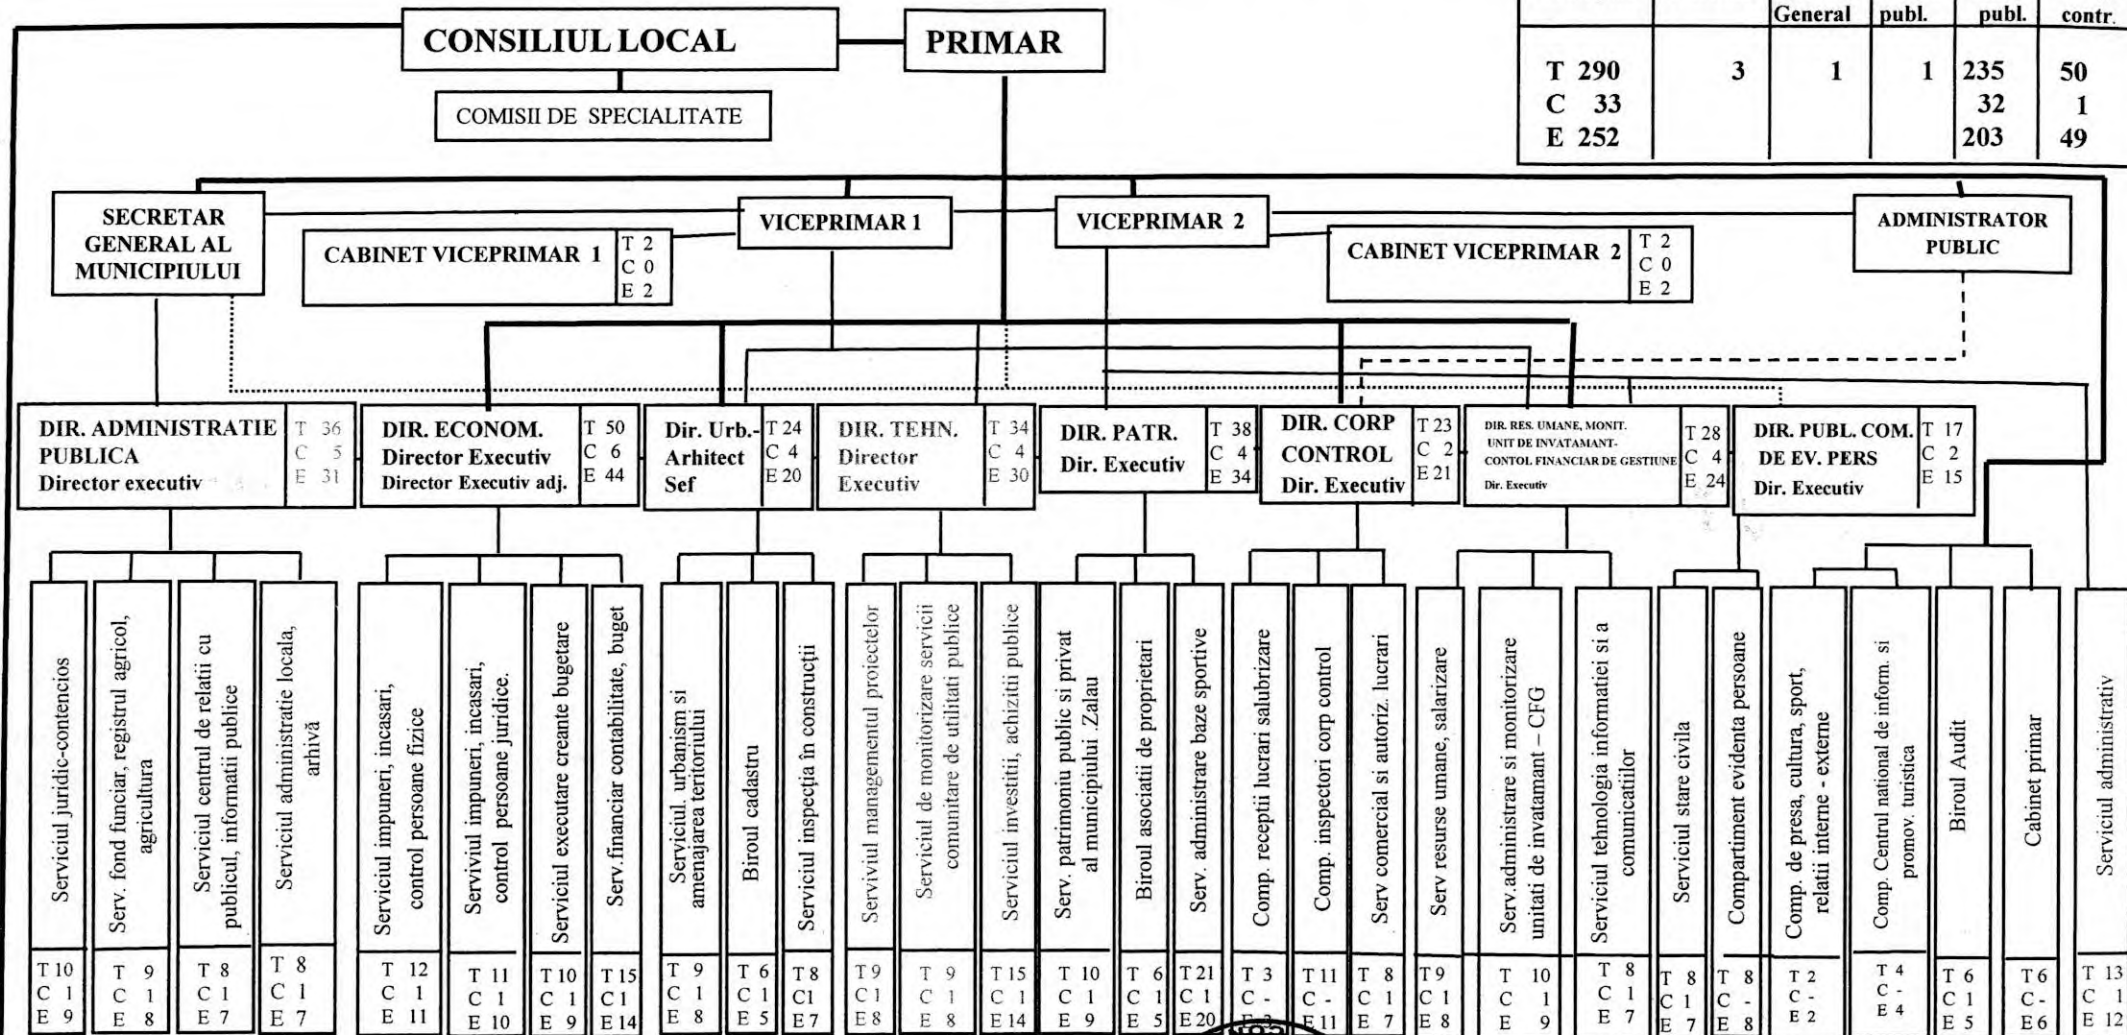 CONSILIUL LOCAL
PRIMAR
COMISII DE SPECIALITATE
General publ. publ. contr.
T 290 3 1 1 235 50
C 33 32 1
E 252 203 49
SECRETAR
GENERAL AL
MUNICIPIULUI
CABINET VICEPRIMAR 1
T 2
C 0
E 2
VICEPRIMAR 1
VICEPRIMAR 2
CABINET VICEPRIMAR 2
T 2
C 0
E 2
ADMINISTRATOR
PUBLIC
DIR. ADMINISTRATIE
PUBLICA
Director executiv
T 36
C 5
E 31
DIR. ECONOM.
Director Executiv
Director Executiv adj.
T 50
C 6
E 44
Dir. Urb.-
Arhitect
Sef
T 24
C 4
E 20
DIR. TEHN.
Director
Executiv
T 34
C 4
E 30
DIR. PATR.
Dir. Executiv
T 38
C 4
E 34
DIR. CORP
CONTROL
Dir. Executiv
T 23
C 2
E 21
DIR. RES. UMANE, MONIT.
UNIT DE INVATAMANT-
CONTOL FINANCIAR DE GESTIUNE
Dir. Executiv
T 28
C 4
E 24
DIR. PUBL. COM.
DE EV. PERS
Dir. Executiv
T 17
C 2
E 15
Serviciul juridic-contencios
T 10
C 1
E 9
Serv. fond funciar, registrul agricol,
agricultura
T 9
C 1
E 8
Serviciul centrul de relatii cu
publicul, informatii publice
T 8
C 1
E 7
Serviciul administratie locala,
arhivă
T 8
C 1
E 7
Serviciul impuneri, incasari,
control persoane fizice
T 12
C 1
E 11
Serviul impuneri, incasari,
control persoane juridice.
T 11
C 1
E 10
Serviciul executare creante bugetare
T 10
C 1
E 9
Serv.financiar contabilitate, buget
T 15
C 1
E 14
Serviciul. urbanism si
amenajarea teritoriului
T 9
C 1
E 8
Biroul cadastru
T 6
C 1
E 5
Serviciul inspecția în construcții
T 8
C1
E7
Serviviul managementul proiectelor
T 9
C 1
E 8
Serviciul de monitorizare servicii
comunitare de utilitati publice
T 9
C 1
E 8
Serviciul investitii, achizitii publice
T 15
C 1
E 14
Serv. patrimoniu public si privat
al municipiului .Zalau
T 10
C 1
E 9
Biroul asociatii de proprietari
T 6
C 1
E 5
Serv. administrare baze sportive
T 21
C 1
E 20
Comp. receptii lucrari salubrizare
T 3
C -
E 3
Comp. inspectori corp control
T 11
C -
E 11
Serv comercial si autoriz. lucrari
T 8
C 1
E 7
Serv resurse umane, salarizare
T9
C 1
E 8
Serv.administrare si monitorizare
unitati de invatamant – CFG
T 10
C 1
E 9
Serviciul tehnologia informatiei si a
comunicatiilor
T 8
C 1
E 7
Serviciul stare civila
T 8
C 1
E 7
Compartiment evidenta persoane
T 8
C -
E 8
Comp. de presa, cultura, sport,
relatii interne - externe
T 2
C -
E 2
Comp. Centrul national de inform. si
promov. turistica
T 4
C -
E 4
Biroul Audit
T 6
C 1
E 5
Cabinet primar
T 6
C -
E 6
Serviciul administrativ
T 13
C 1
E 12